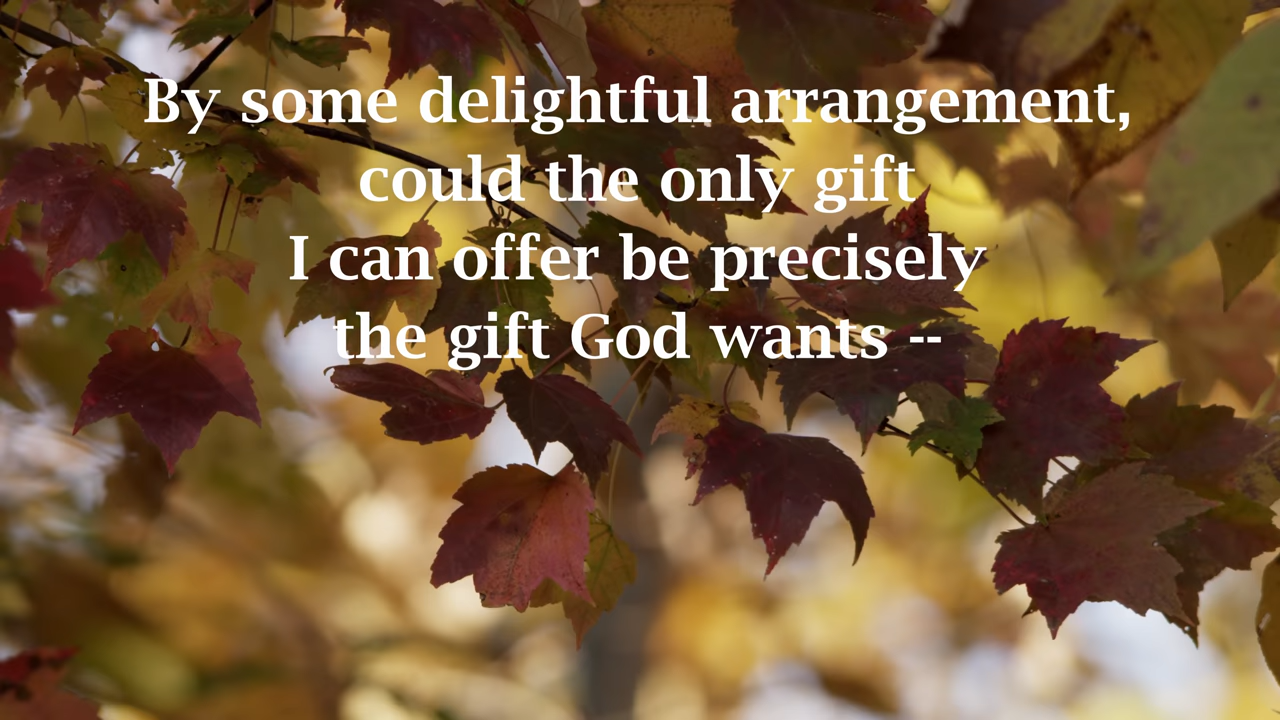 By some delightful arrangement,
could the only gift
I can offer be precisely
the gift God wants --